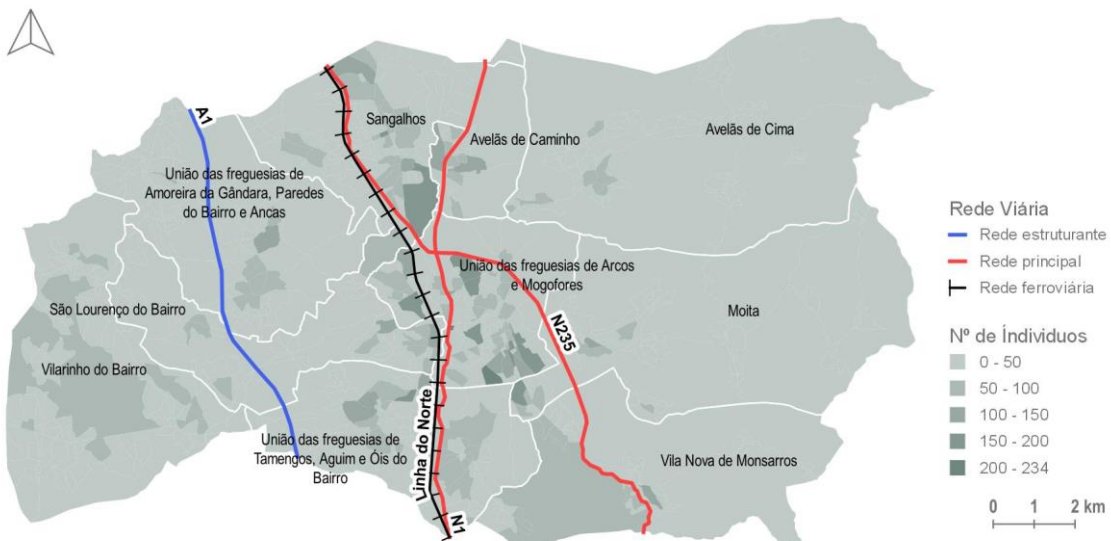 A1
Sangalhos
Avelãs de Caminho
Avelãs de Cima
União das freguesias de
Amoreira da Gândara, Paredes
do Bairro e Ancas
União das freguesias de Arcos
e Mogofores
São Lourenço do Bairro
Moita
N235
Vilarinho do Bairro
Linha do Norte
União das freguesias de
Tamengos, Aguim e Óis do
Bairro
Vila Nova de Monsarros
N1
Rede Viária
Rede estruturante
Rede principal
Rede ferroviária
Nº de Índividuos
0 - 50
50 - 100
100 - 150
150 - 200
200 - 234
0 1 2 km